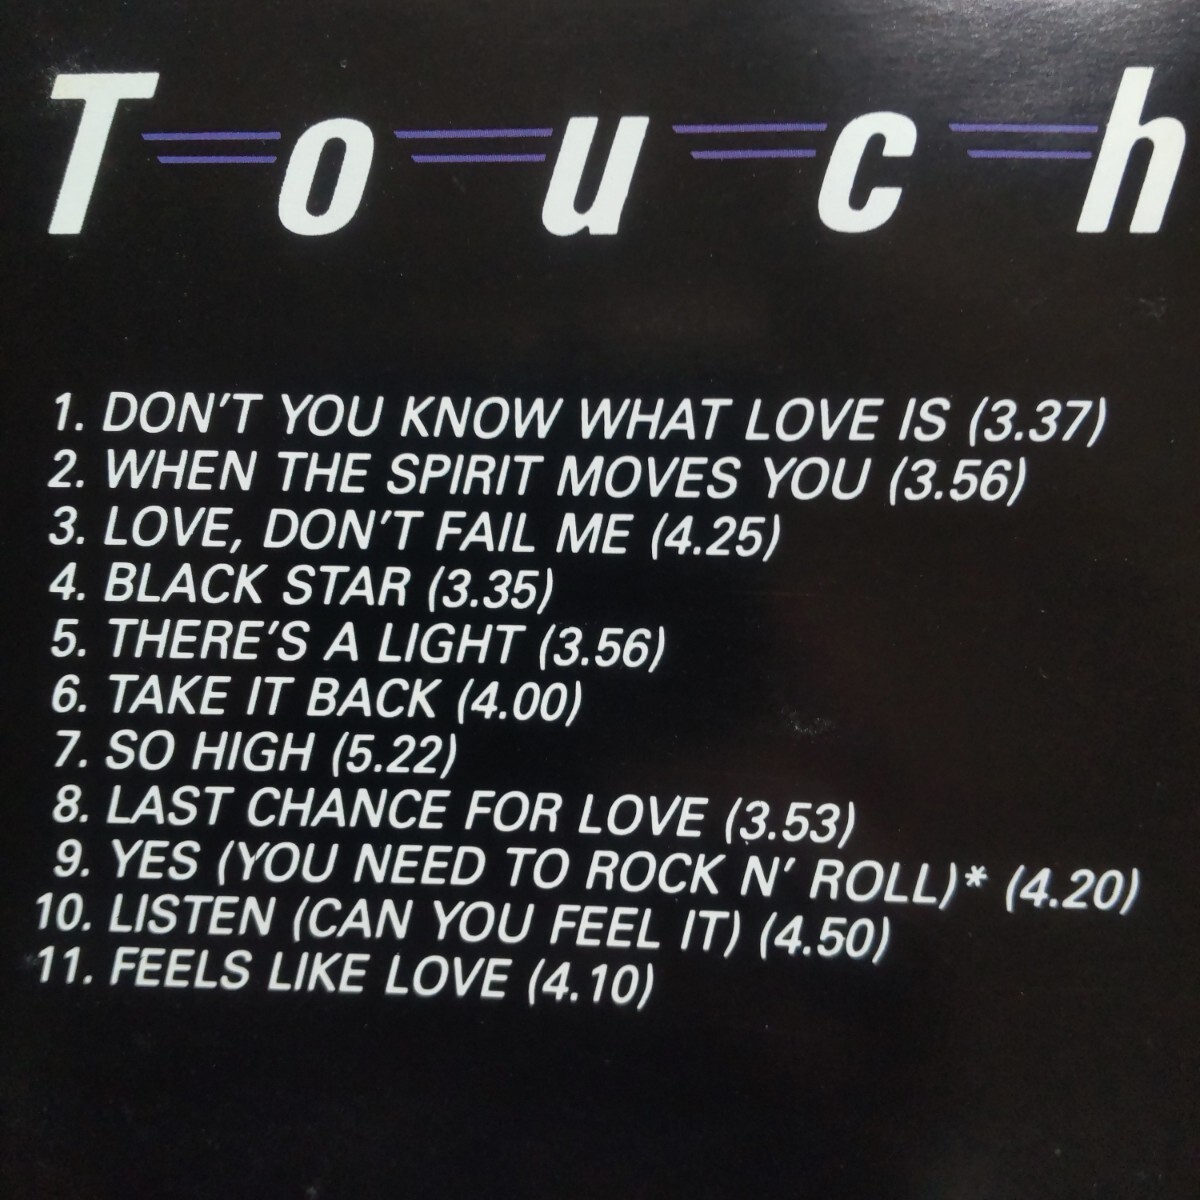 Touch
1. DON'T YOU KNOW WHAT LOVE IS (3.37)
2. WHEN THE SPIRIT MOVES YOU (3.56)
3. LOVE, DON'T FAIL ME (4.25)
4. BLACK STAR (3.35)
5. THERE'S A LIGHT (3.56)
6. TAKE IT BACK (4.00)
7. SO HIGH (5.22)
8. LAST CHANCE FOR LOVE (3.53)
9. YES (YOU NEED TO ROCK N' ROLL)* (4.20)
10. LISTEN (CAN YOU FEEL IT) (4.50)
11. FEELS LIKE LOVE (4.10)